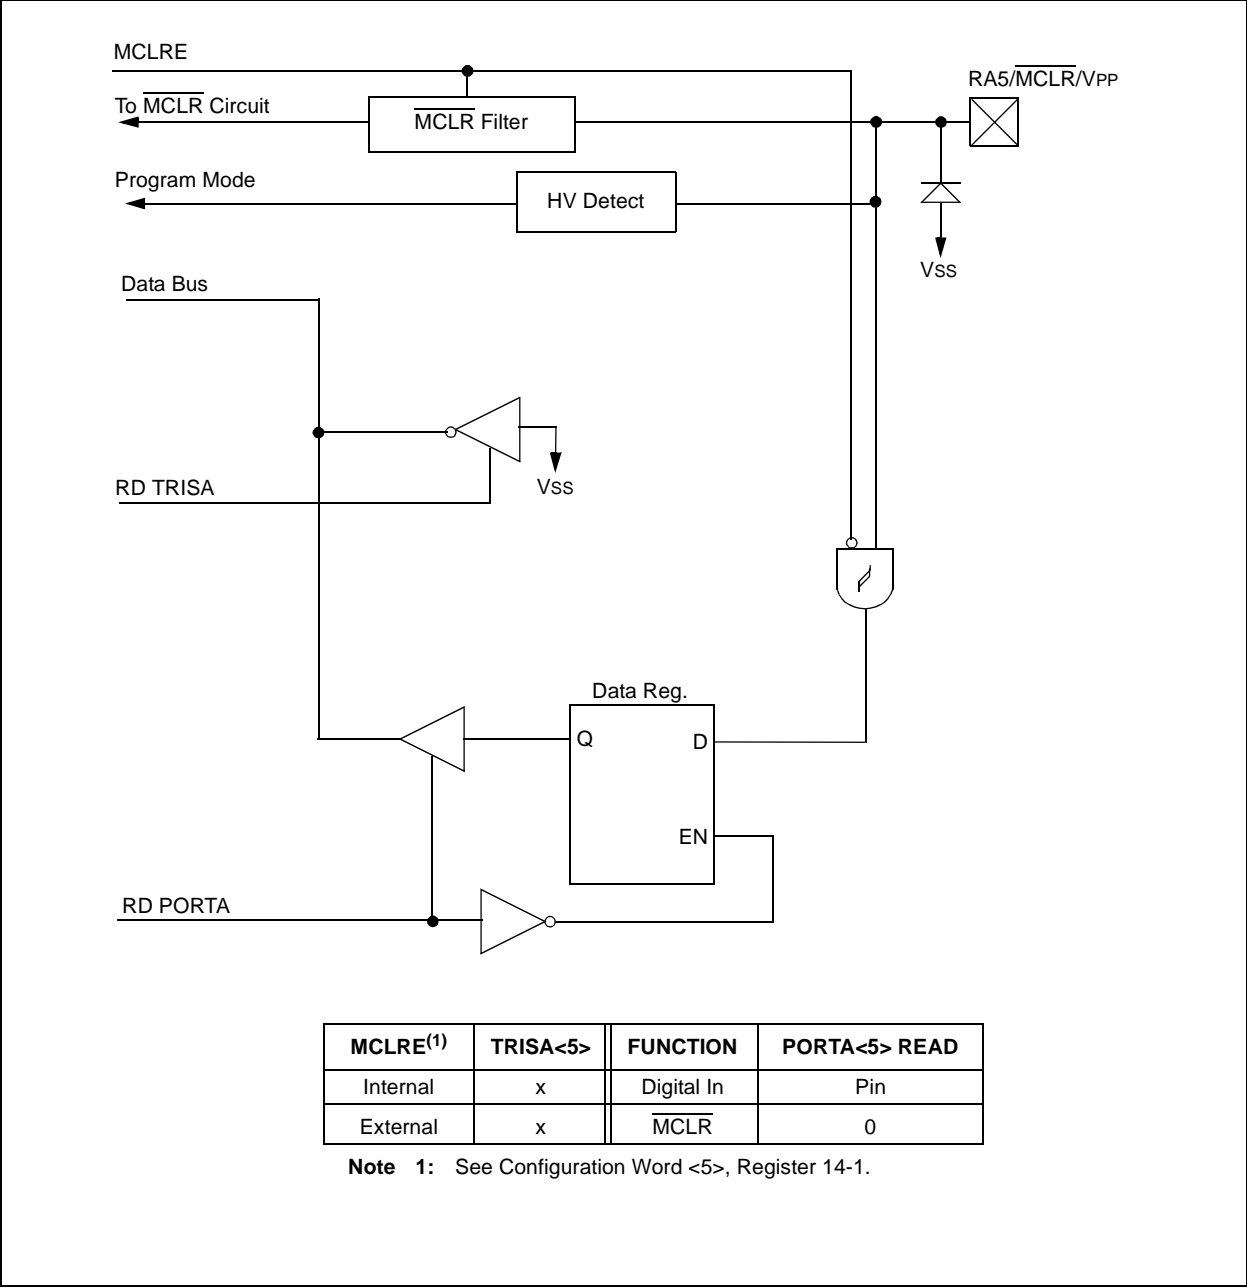 MCLRE
RA5/MCLR/VPP
To MCLR Circuit
MCLR Filter
Program Mode
HV Detect
VSS
Data Bus
RD TRISA
VSS
Data Reg.
Q
D
EN
RD PORTA
MCLRE(1) TRISA<5> FUNCTION PORTA<5> READ
Internal x Digital In Pin
External x MCLR 0
Note 1: See Configuration Word <5>, Register 14-1.